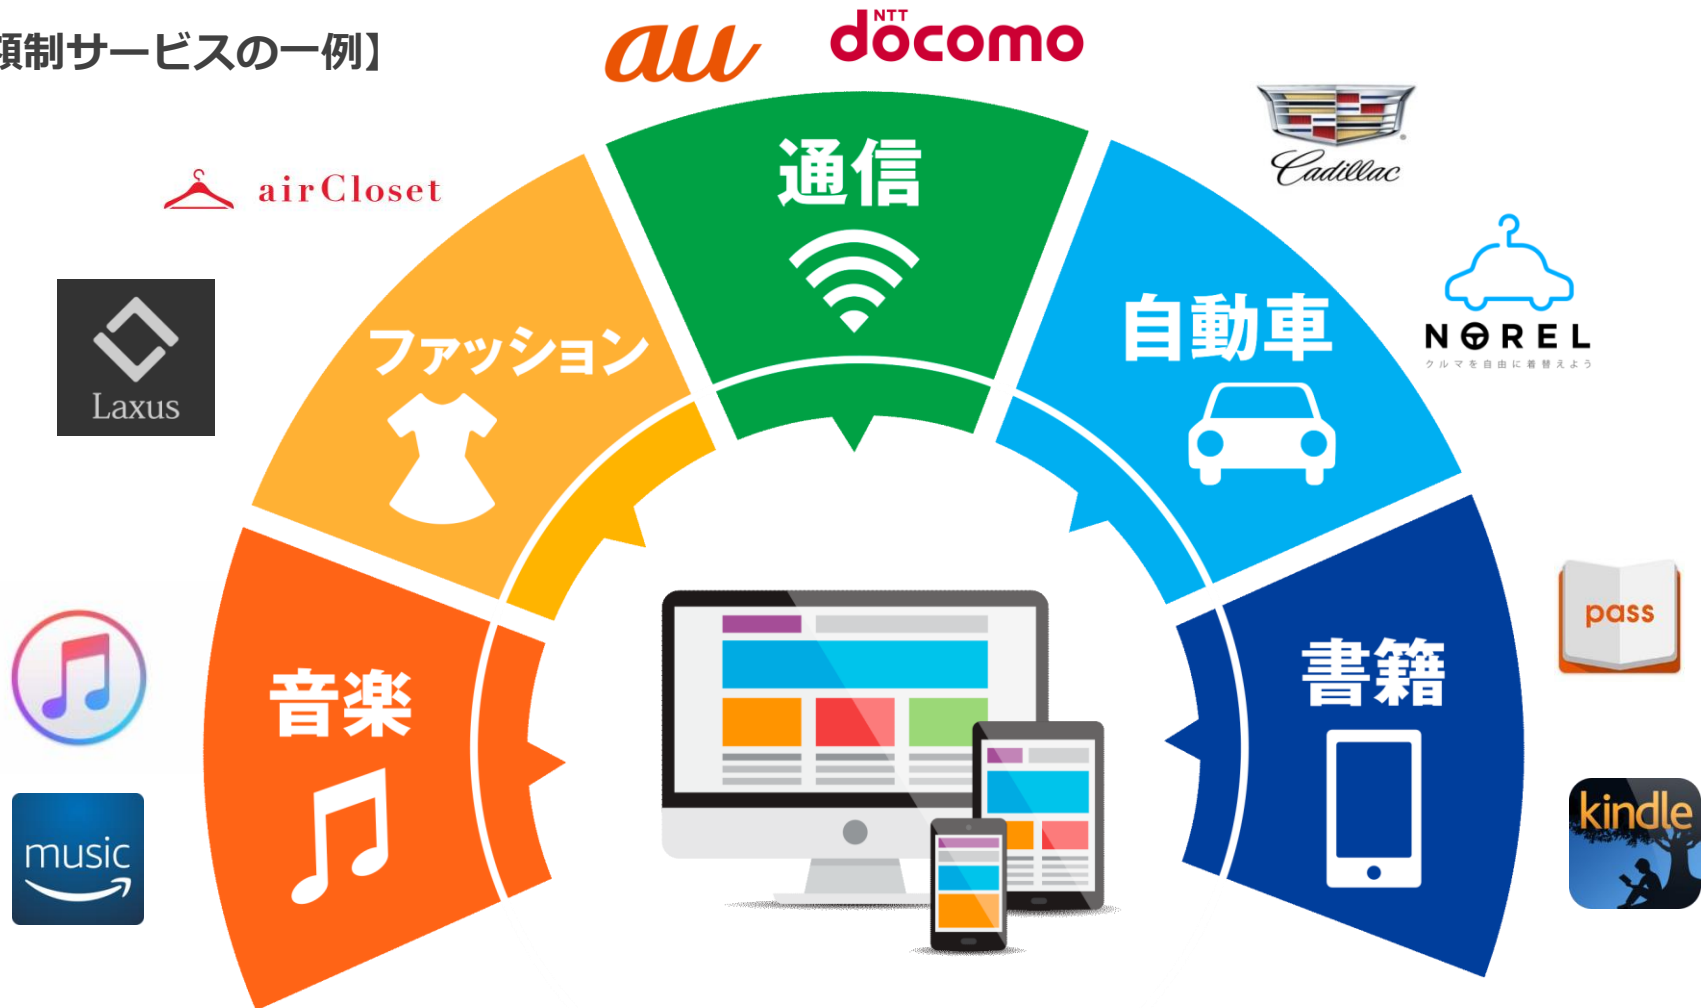 額制サービスの一例】
au
NTT
docomo
Cadillac
airCloset
Laxus
通信
ファッション
自動車
NOREL
クルマを自由に着替えよう
音楽
書籍
pass
music
kindle